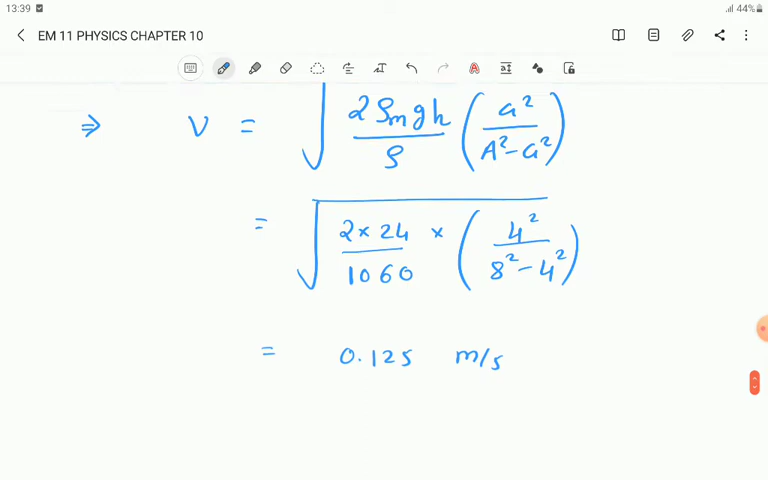 13:39 44%
EM 11 PHYSICS CHAPTER 10
⇒ v = √(2ρₘgh/ρ (a²/(A²-a²)))
= √(2×24/1060 × (4²/(8²-4²)))
= 0.125 m/s